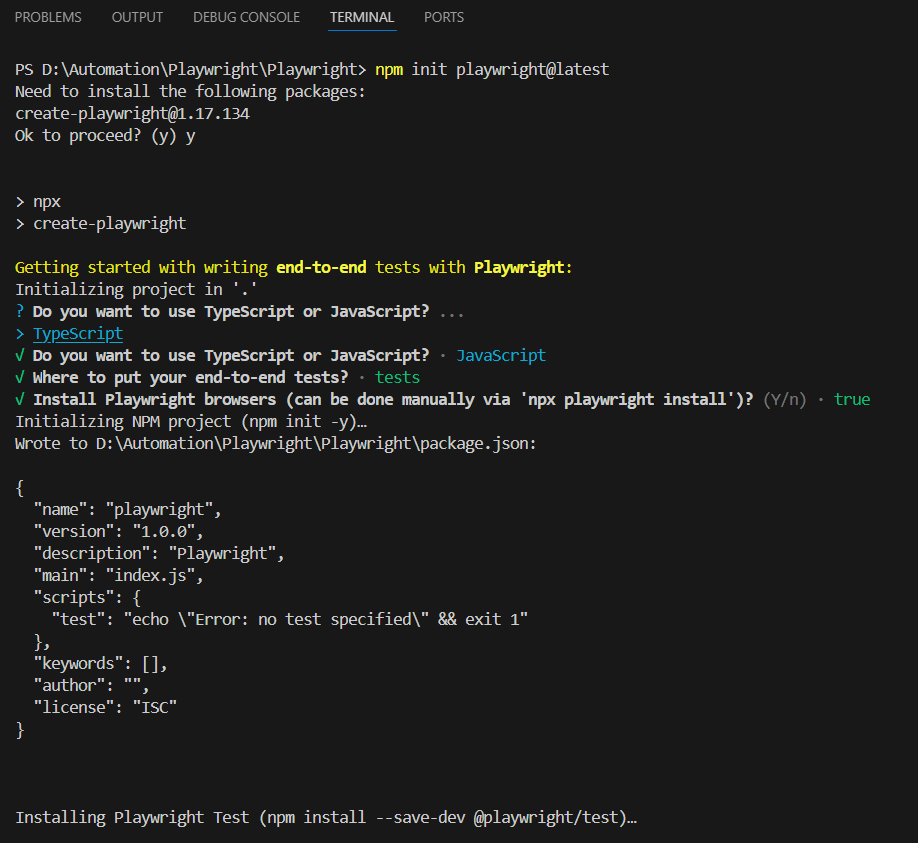 PROBLEMS OUTPUT DEBUG CONSOLE TERMINAL PORTS
PS D:\Automation\Playwright\Playwright> npm init playwright@latest
Need to install the following packages:
create-playwright@1.17.134
Ok to proceed? (y) y
> npx
> create-playwright
Getting started with writing end-to-end tests with Playwright:
Initializing project in '.'
? Do you want to use TypeScript or JavaScript? ...
> TypeScript
√ Do you want to use TypeScript or JavaScript? · JavaScript
√ Where to put your end-to-end tests? · tests
√ Install Playwright browsers (can be done manually via 'npx playwright install')? (Y/n) · true
Initializing NPM project (npm init -y)…
Wrote to D:\Automation\Playwright\Playwright\package.json:
{
  "name": "playwright",
  "version": "1.0.0",
  "description": "Playwright",
  "main": "index.js",
  "scripts": {
    "test": "echo \"Error: no test specified\" && exit 1"
  },
  "keywords": [],
  "author": "",
  "license": "ISC"
}
Installing Playwright Test (npm install --save-dev @playwright/test)…